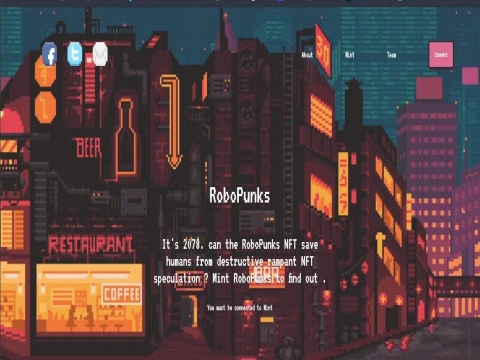 About
Mint
Team
Connect
BEER
RoboPunks
RESTAURANT
It's 2078. can the RoboPunks NFT save
humans from destructive rampant NFT
speculation ? Mint RoboPunks to find out .
BAR
COFFEE
You must be connected to Mint